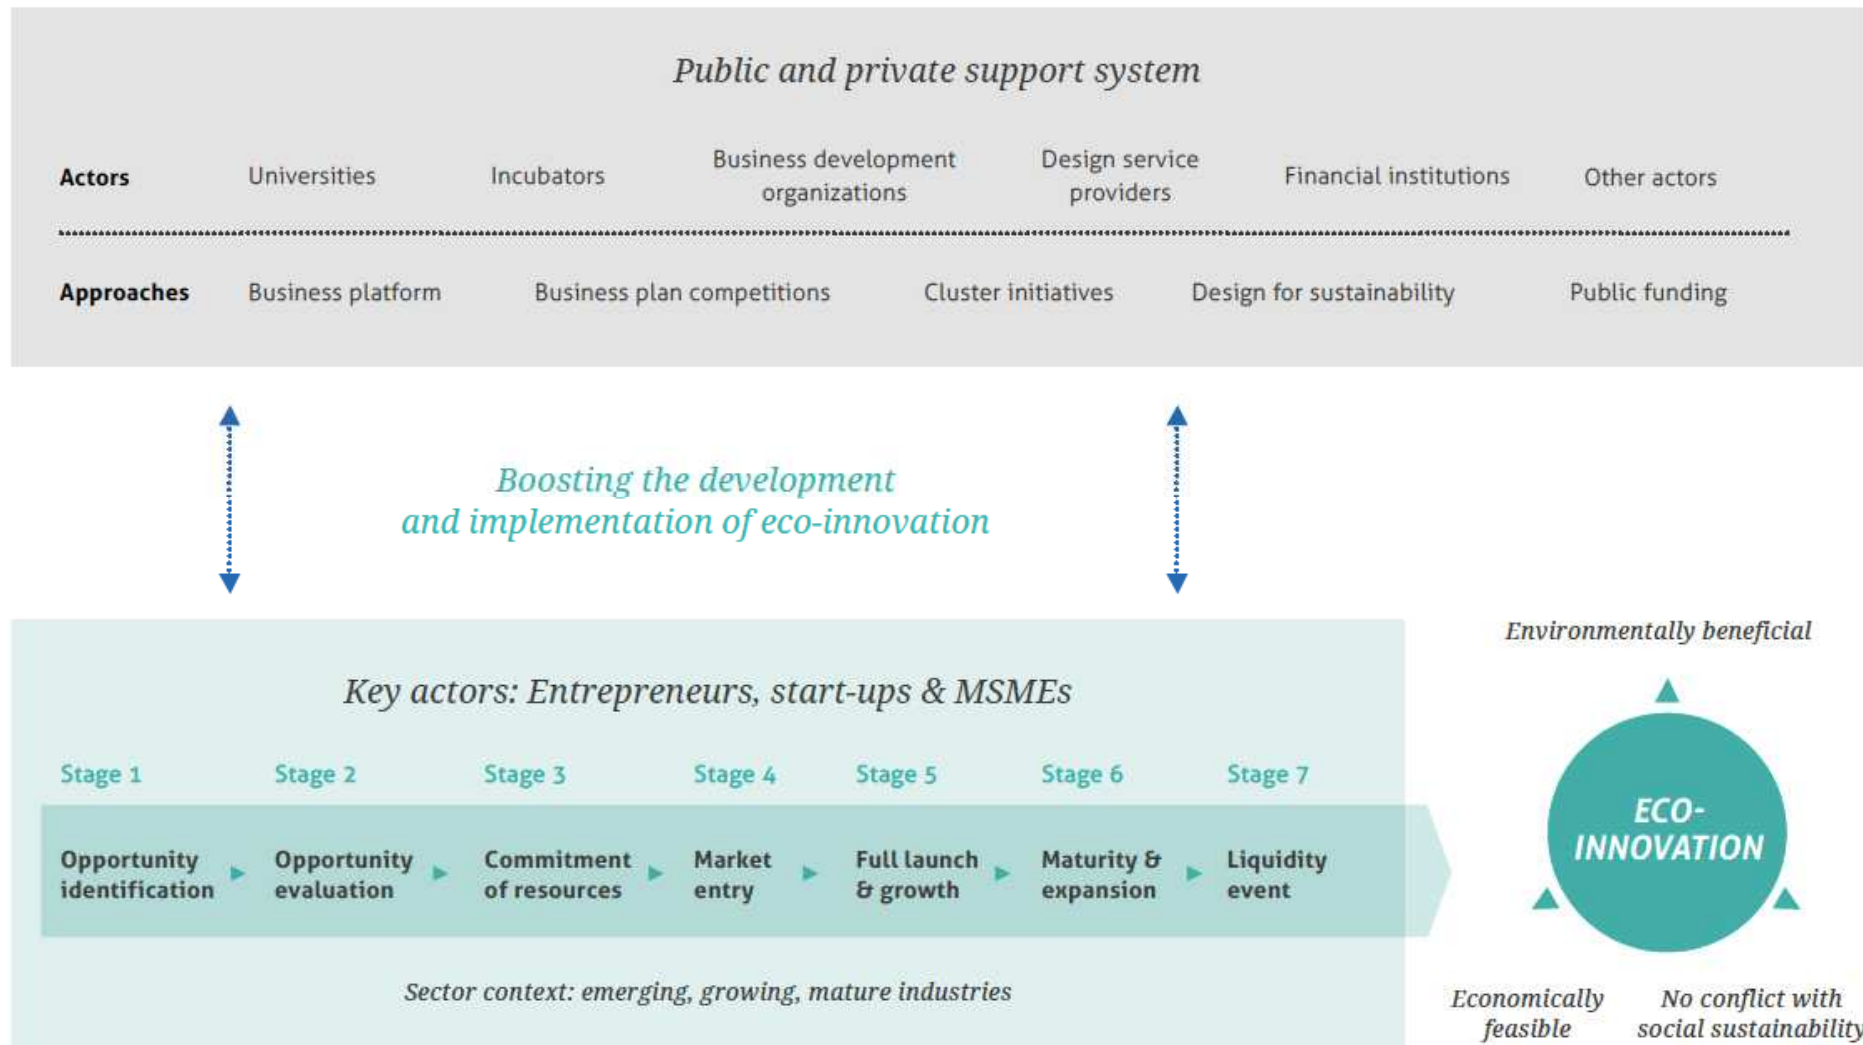 Public and private support system
Actors
Universities
Incubators
Business development
organizations
Design service
providers
Financial institutions
Other actors
Approaches
Business platform
Business plan competitions
Cluster initiatives
Design for sustainability
Public funding
Boosting the development
and implementation of eco-innovation
Key actors: Entrepreneurs, start-ups & MSMEs
Stage 1
Stage 2
Stage 3
Stage 4
Stage 5
Stage 6
Stage 7
Opportunity
identification
Opportunity
evaluation
Commitment
of resources
Market
entry
Full launch
& growth
Maturity &
expansion
Liquidity
event
Sector context: emerging, growing, mature industries
Environmentally beneficial
ECO-
INNOVATION
Economically
feasible
No conflict with
social sustainability